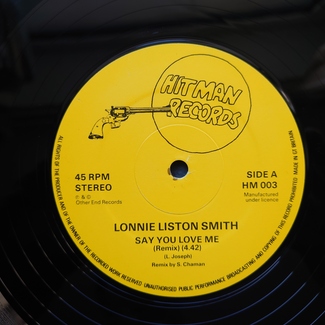 HITMAN
RECORDS
45 RPM
STEREO
℗ & ©
Other End Records
SIDE A
HM 003
Manufactured
under licence
LONNIE LISTON SMITH
SAY YOU LOVE ME
(Remix) (4.42)
(L. Joseph)
Remix by S. Chaman
ALL RIGHTS OF THE PRODUCER AND OF THE OWNER OF THE RECORDED WORK RESERVED UNAUTHORISED PUBLIC PERFORMANCE BROADCASTING AND COPYING OF THIS RECORD PROHIBITED MADE IN GT BRITAIN